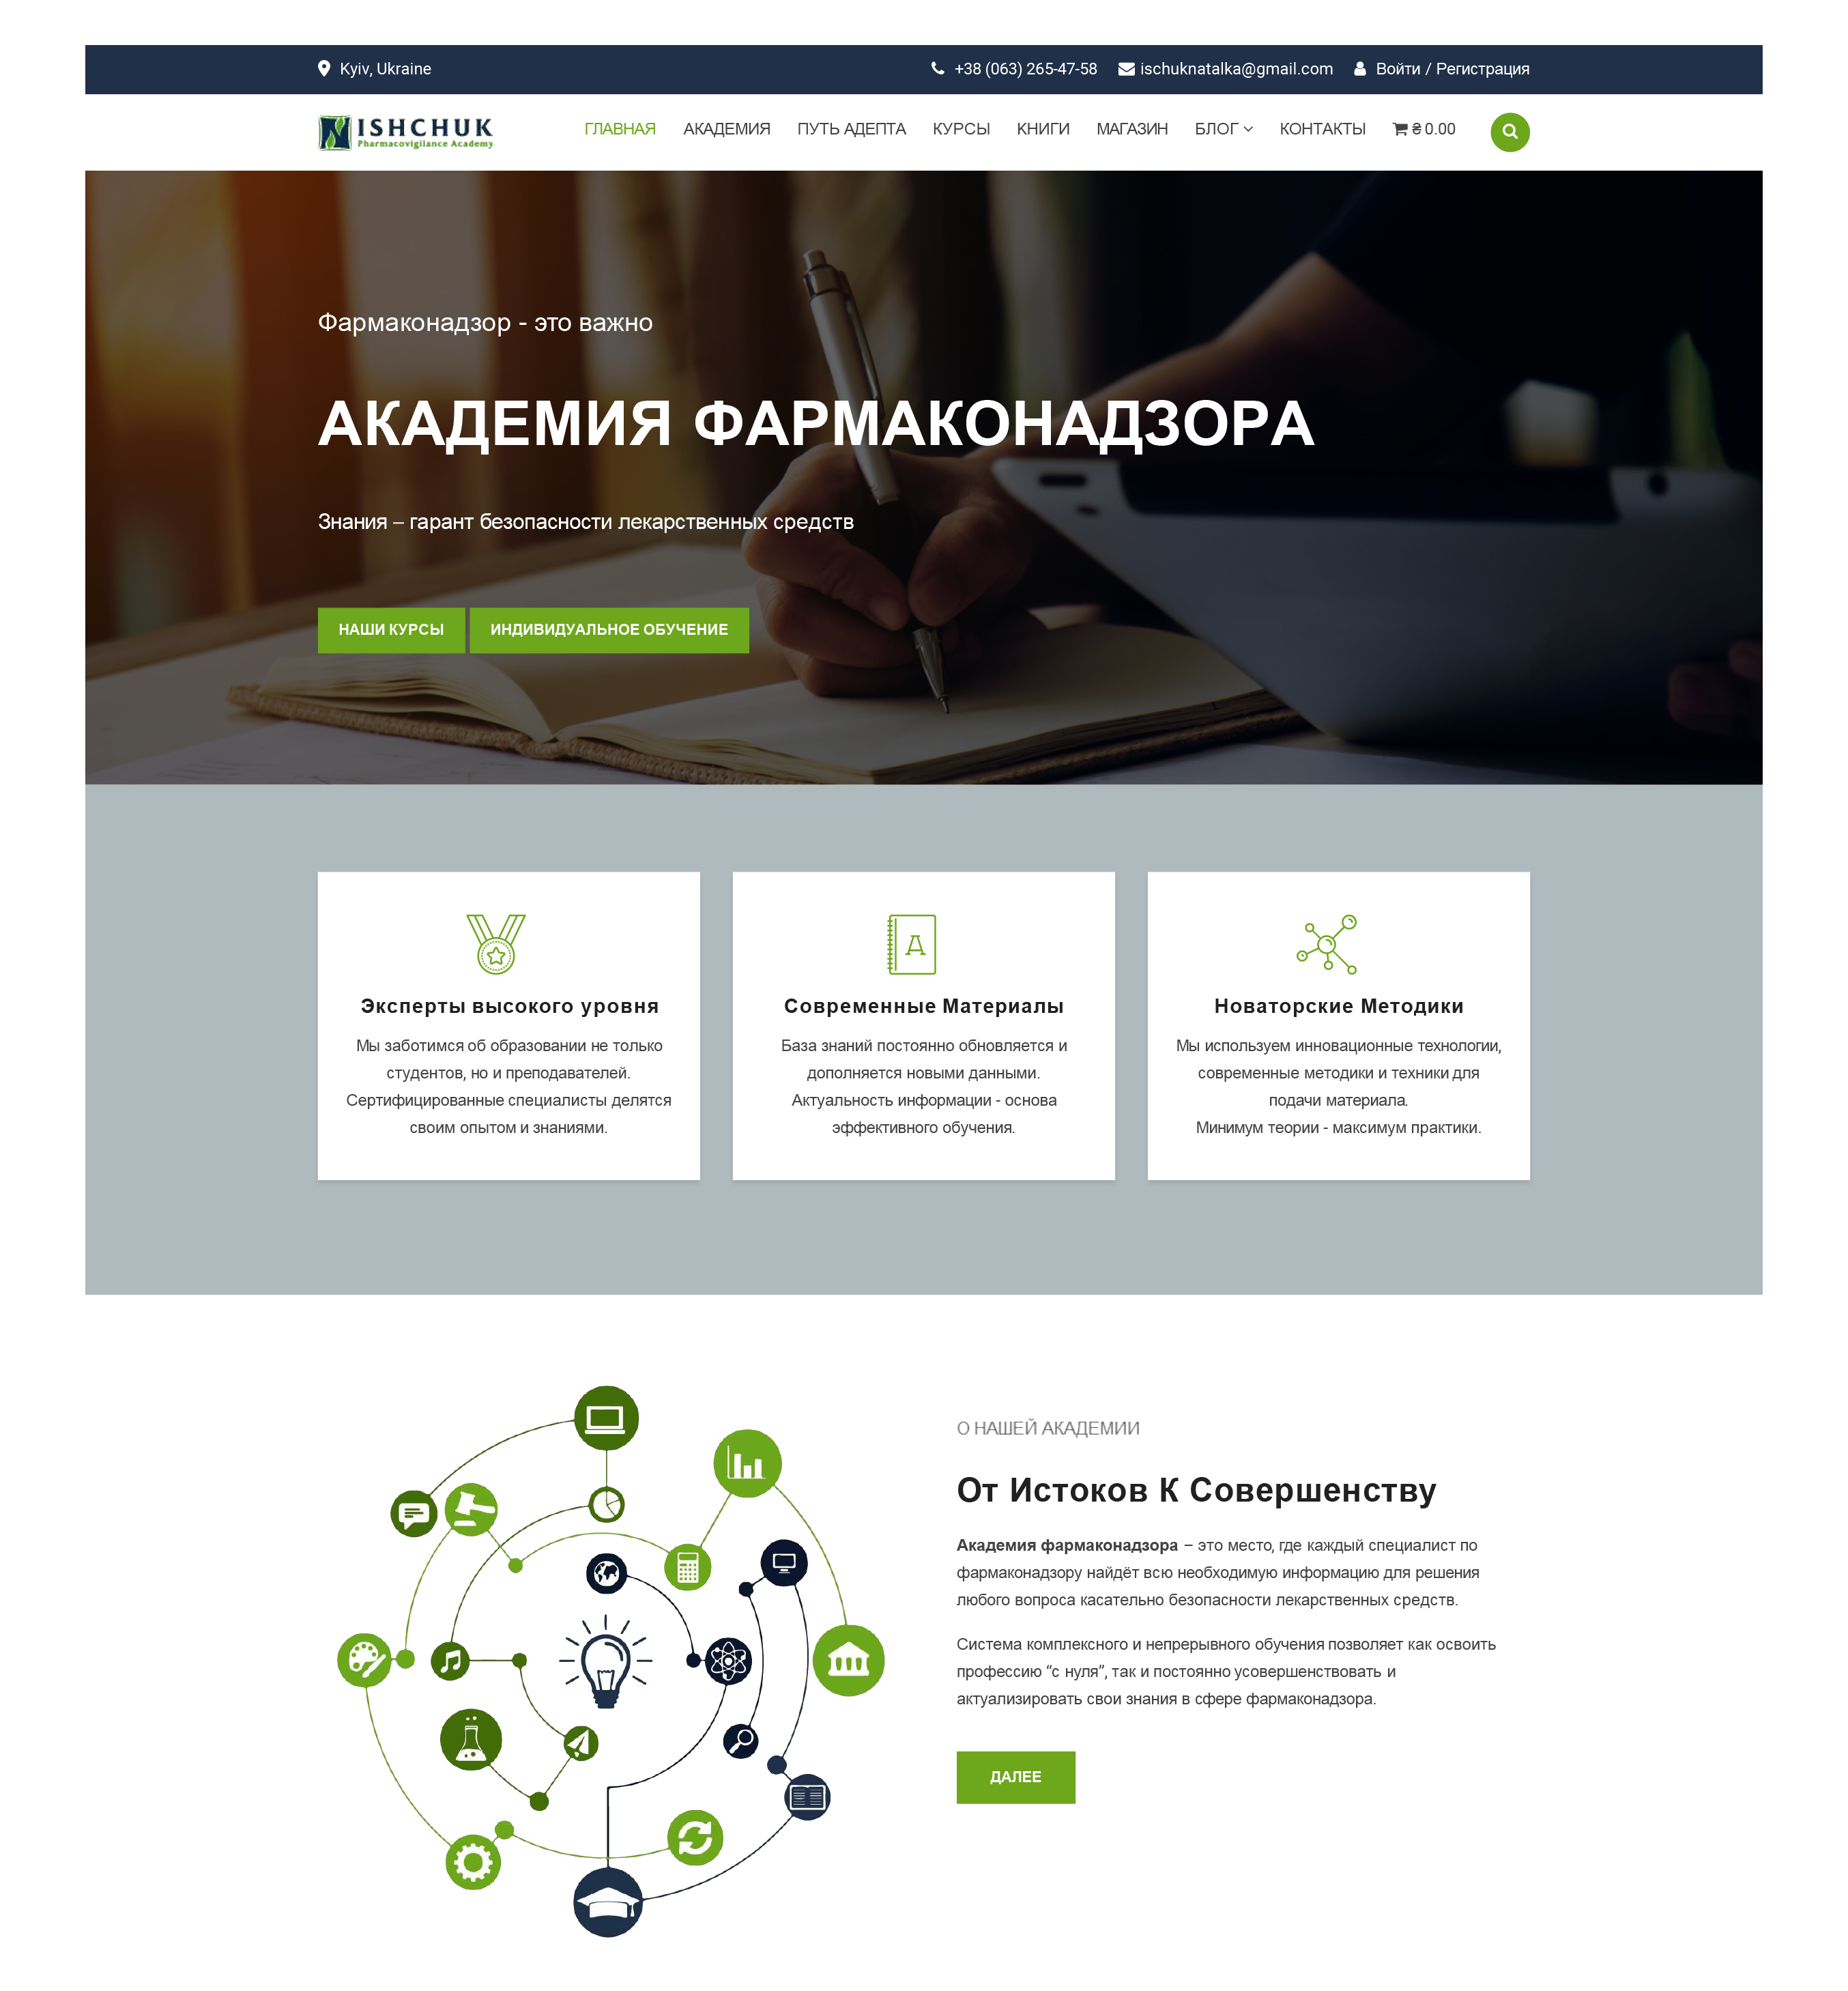 Kyiv, Ukraine
+38 (063) 265-47-58
ischuknatalka@gmail.com
Войти / Регистрация
NISHCHUK
Pharmacovigilance Academy
ГЛАВНАЯ АКАДЕМИЯ ПУТЬ АДЕПТА КУРСЫ КНИГИ МАГАЗИН БЛОГ КОНТАКТЫ ₴ 0.00
Фармаконадзор - это важно
АКАДЕМИЯ ФАРМАКОНАДЗОРА
Знания – гарант безопасности лекарственных средств
НАШИ КУРСЫ
ИНДИВИДУАЛЬНОЕ ОБУЧЕНИЕ
Эксперты высокого уровня
Мы заботимся об образовании не только
студентов, но и преподавателей.
Сертифицированные специалисты делятся
своим опытом и знаниями.
A
Современные Материалы
База знаний постоянно обновляется и
дополняется новыми данными.
Актуальность информации - основа
эффективного обучения.
Новаторские Методики
Мы используем инновационные технологии,
современные методики и техники для
подачи материала.
Минимум теории - максимум практики.
О НАШЕЙ АКАДЕМИИ
От Истоков К Совершенству
Академия фармаконадзора – это место, где каждый специалист по
фармаконадзору найдёт всю необходимую информацию для решения
любого вопроса касательно безопасности лекарственных средств.
Система комплексного и непрерывного обучения позволяет как освоить
профессию “с нуля”, так и постоянно усовершенствовать и
актуализировать свои знания в сфере фармаконадзора.
ДАЛЕЕ